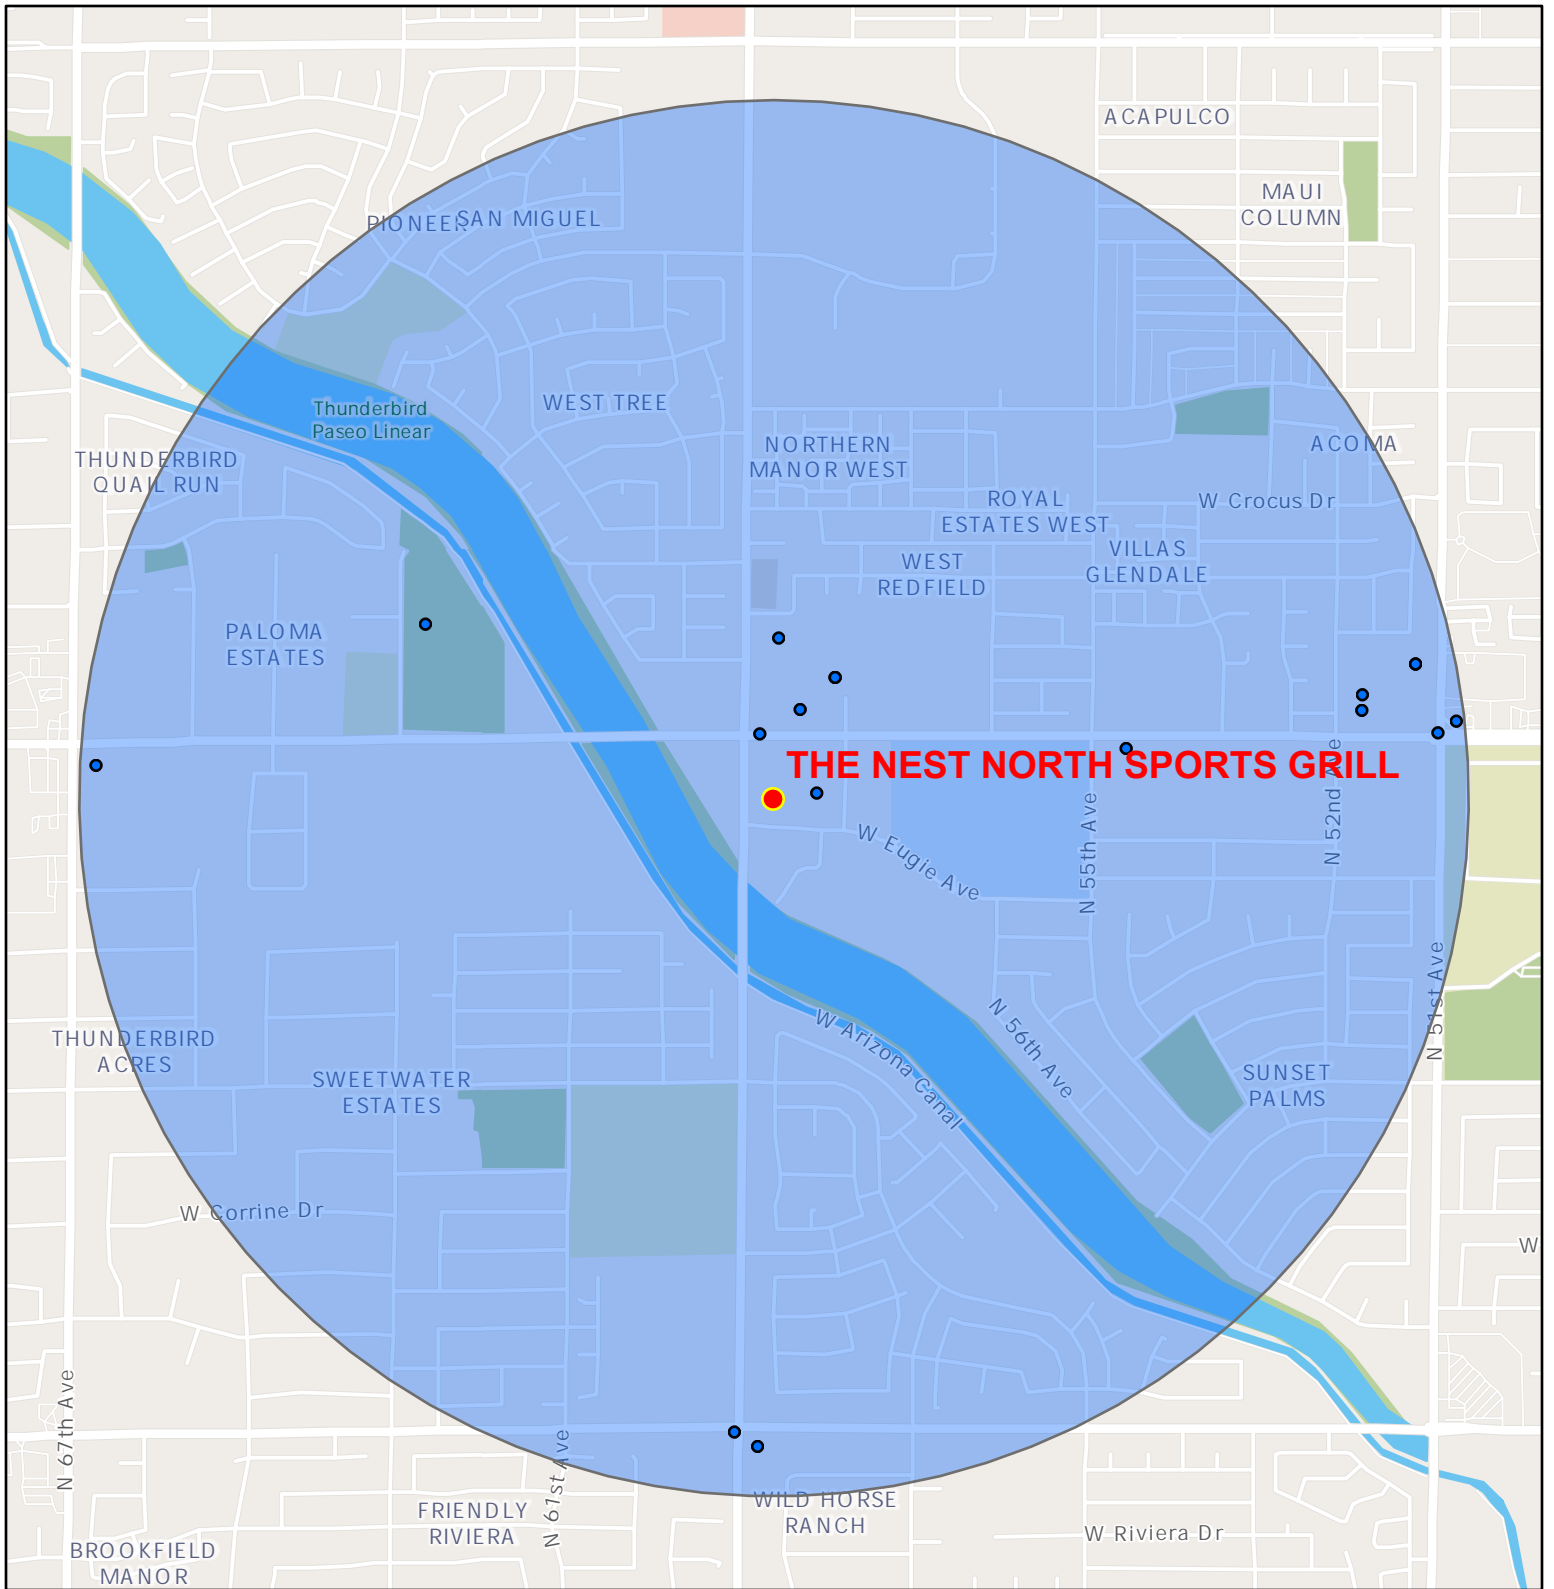 ACAPULCO
MAUI
COLUMN
PIONEER
SAN MIGUEL
Thunderbird
Paseo Linear
WEST TREE
NORTHERN
MANOR WEST
ACOMA
THUNDERBIRD
QUAIL RUN
ROYAL
ESTATES WEST
W Crocus Dr
WEST
REDFIELD
VILLAS
GLENDALE
PALOMA
ESTATES
THE NEST NORTH SPORTS GRILL
N 52nd Ave
W Eugie Ave
N 55th Ave
N 51st Ave
THUNDERBIRD
ACRES
W Arizona Canal
N 56th Ave
SWEETWATER
ESTATES
SUNSET
PALMS
W Corrine Dr
W
N 67th Ave
N 61st Ave
FRIENDLY
RIVIERA
WILD HORSE
RANCH
W Riviera Dr
BROOKFIELD
MANOR